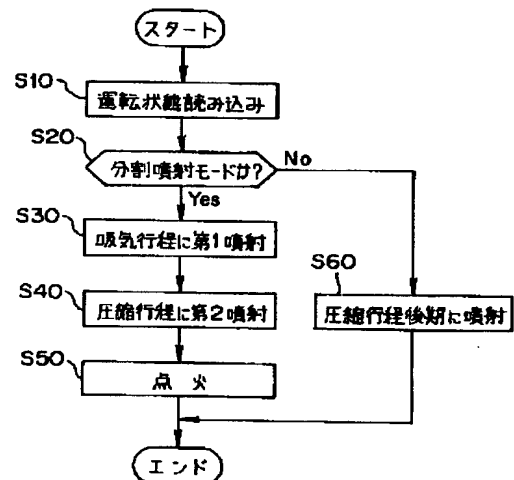 スタート
S10
運転状態読み込み
S20
分割噴射モードか?
No
Yes
S30
吸気行程に第1噴射
S40
圧縮行程に第2噴射
S60
圧縮行程後期に噴射
S50
点火
エンド